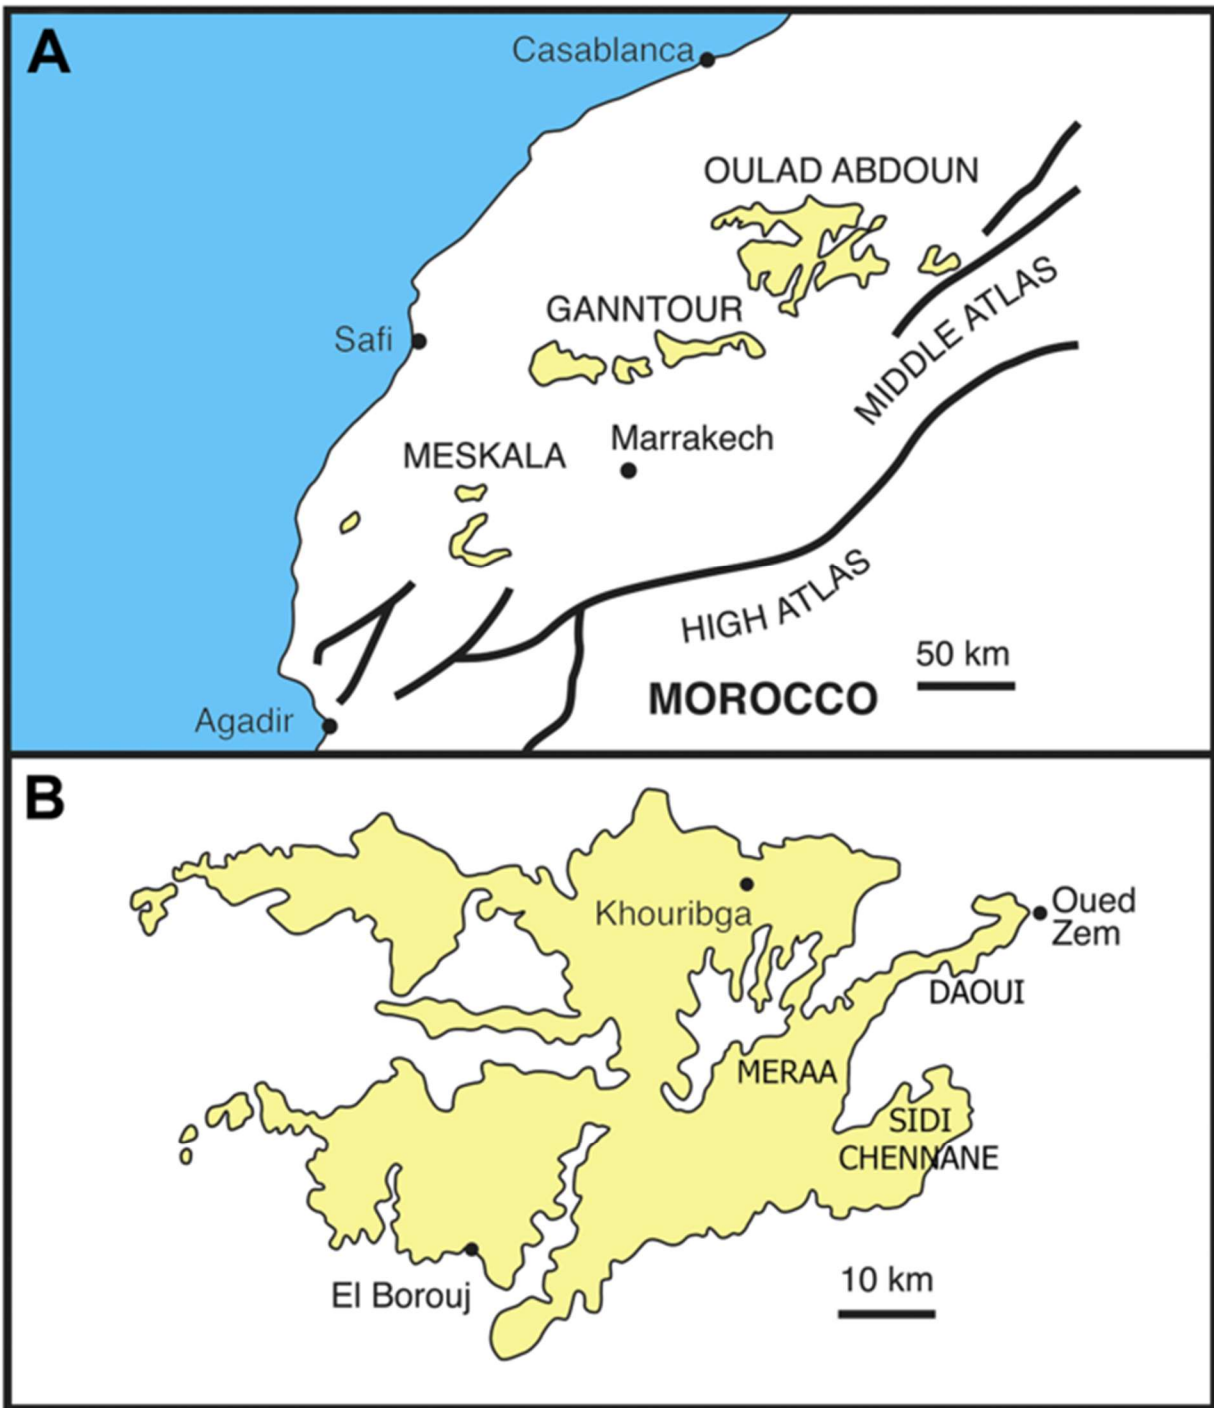 A
Casablanca
OULAD ABDOUN
GANNTOUR
Safi
MIDDLE ATLAS
Marrakech
MESKALA
HIGH ATLAS
50 km
MOROCCO
Agadir
B
Khouribga
Oued
Zem
DAOUI
MERAA
SIDI
CHENNANE
El Borouj
10 km